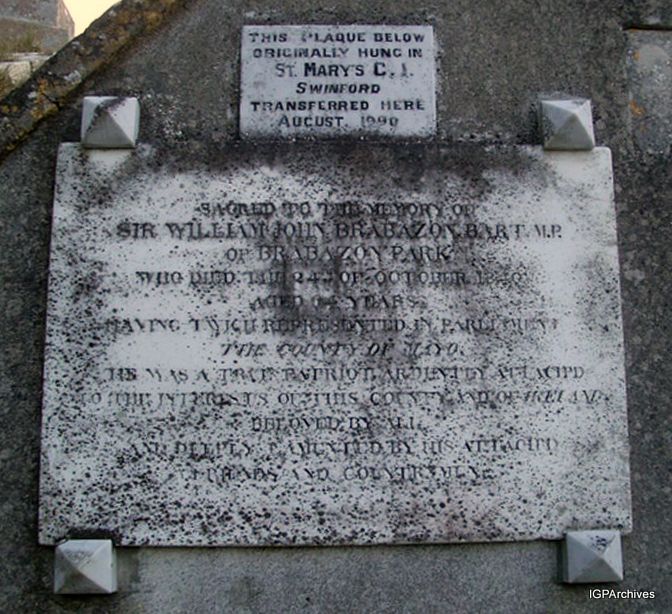 THIS PLAQUE BELOW
ORIGINALLY HUNG IN
ST. MARY'S C. I.
SWINFORD
TRANSFERRED HERE
AUGUST. 1990
SACRED TO THE MEMORY OF
SIR WILLIAM JOHN BRABAZON BART. M.P.
OF BRABAZON PARK
WHO DIED THE 24TH OF OCTOBER 1840
AGED YEARS
HAVING TWICE REPRESENTED IN PARLIAMENT
THE COUNTY OF MAYO.
HE WAS A TRUE PATRIOT ARDENTLY ATTACH'D
TO THE INTERESTS OF THIS COUNTY AND OF IRELAND
BELOVED BY ALL
AND DEEPLY LAMENTED BY HIS ATTACH'D
FRIENDS AND COUNTRYMEN.
IGPArchives